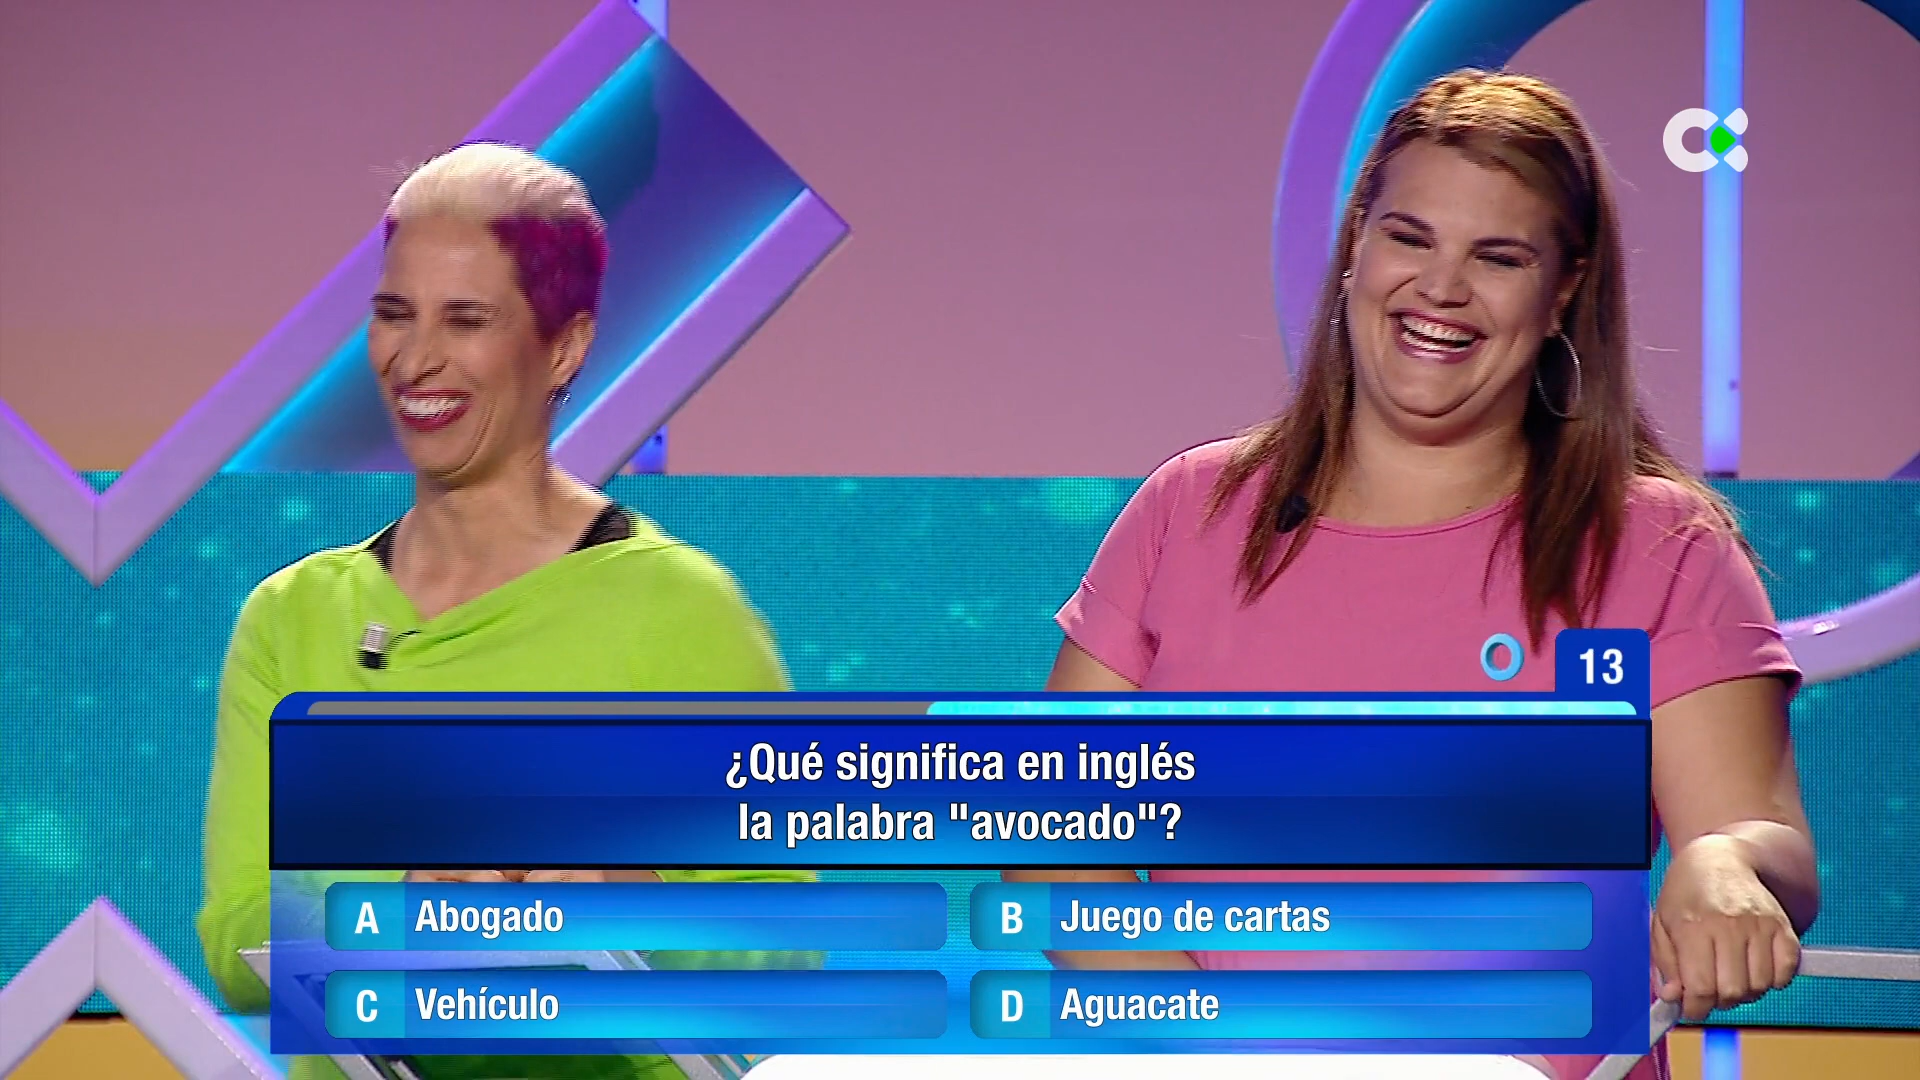 13
¿Qué significa en inglés
la palabra "avocado"?
A Abogado
B Juego de cartas
C Vehículo
D Aguacate